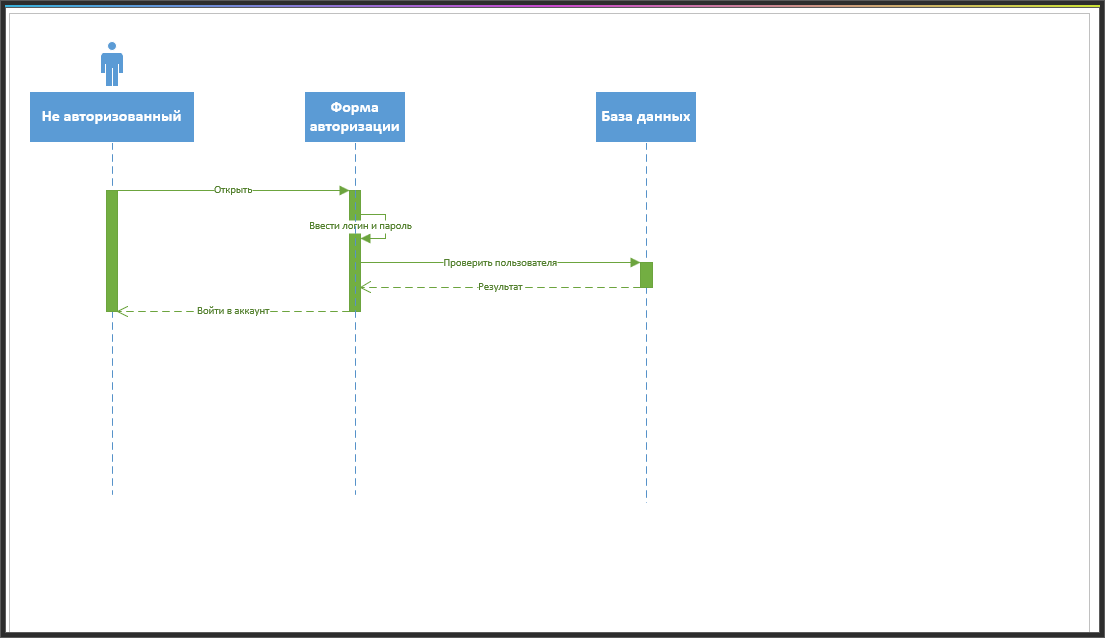 Не авторизованный
Форма
авторизации
База данных
Открыть
Ввести логин и пароль
Проверить пользователя
Результат
Войти в аккаунт